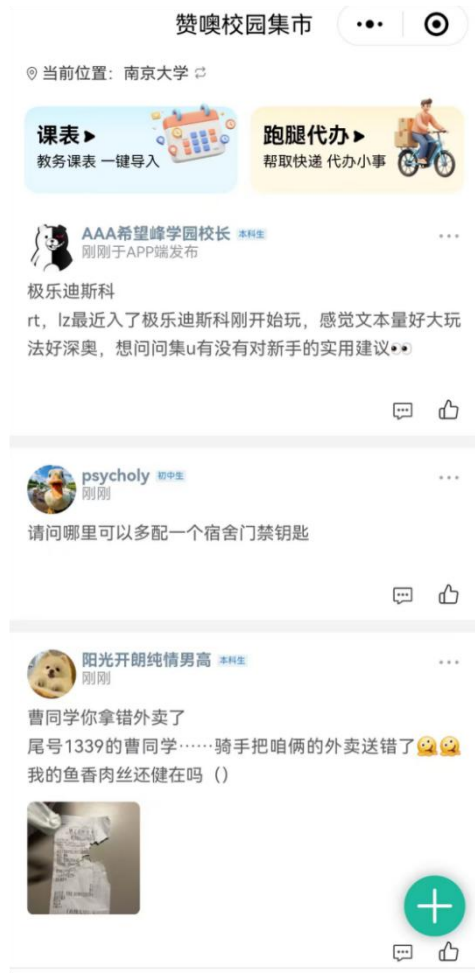 赞噢校园集市
当前位置：南京大学
课表
教务课表 一键导入
跑腿代办
帮取快递 代办小事
AAA希望峰学园校长 本科生
刚刚于APP端发布
极乐迪斯科
rt，lz最近入了极乐迪斯科刚开始玩，感觉文本量好大玩
法好深奥，想问问集u有没有对新手的实用建议👀
psycholy 初中生
刚刚
请问哪里可以多配一个宿舍门禁钥匙
阳光开朗纯情男高 本科生
刚刚
曹同学你拿错外卖了
尾号1339的曹同学……骑手把咱俩的外卖送错了🫠🫠
我的鱼香肉丝还健在吗（）